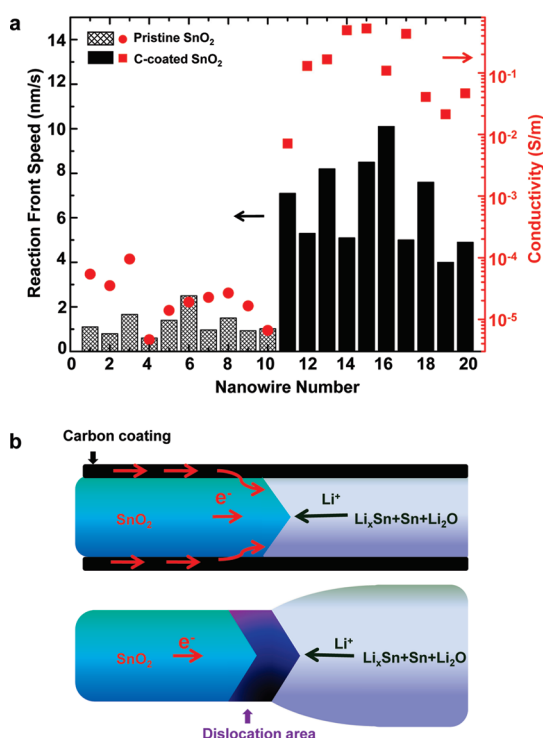 a
Pristine SnO₂
C-coated SnO₂
14
12
10
8
6
4
2
0
Reaction Front Speed (nm/s)
10⁻¹
10⁻²
10⁻³
10⁻⁴
10⁻⁵
Conductivity (S/m)
0 2 4 6 8 10 12 14 16 18 20
Nanowire Number
b
Carbon coating
SnO₂
e⁻
Li⁺
LiₓSn+Sn+Li₂O
SnO₂
e⁻
Li⁺
LiₓSn+Sn+Li₂O
Dislocation area